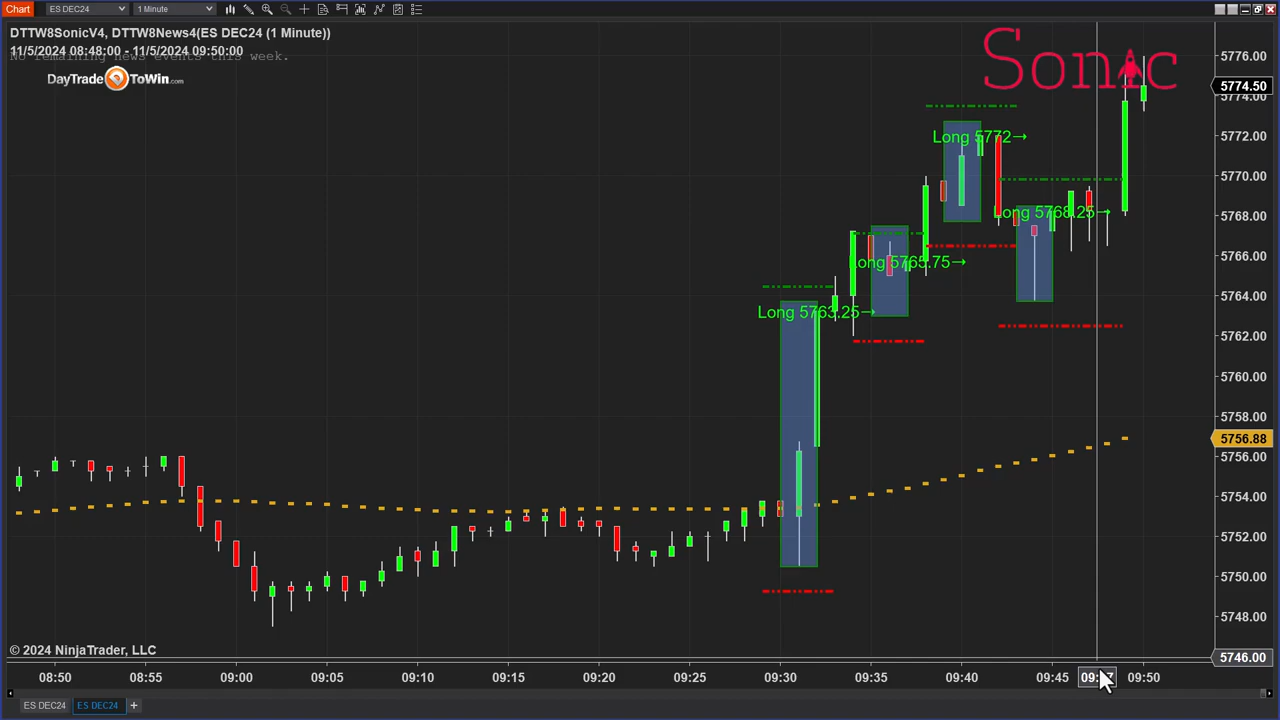 Chart ES DEC24 1 Minute
DTTW8SonicV4, DTTW8News4(ES DEC24 (1 Minute))
11/5/2024 08:48:00 - 11/5/2024 09:50:00
No remaining news events this week.
DayTradeToWin.com
Sonic
5776.00
5774.50
5774.00
5772.00
5770.00
5768.00
5766.00
5764.00
5762.00
5760.00
5758.00
5756.88
5756.00
5754.00
5752.00
5750.00
5748.00
5746.00
Long 5772→
Long 5768.25→
Long 5765.75→
Long 5763.25→
© 2024 NinjaTrader, LLC
08:50 08:55 09:00 09:05 09:10 09:15 09:20 09:25 09:30 09:35 09:40 09:45 09:50
ES DEC24 ES DEC24 +